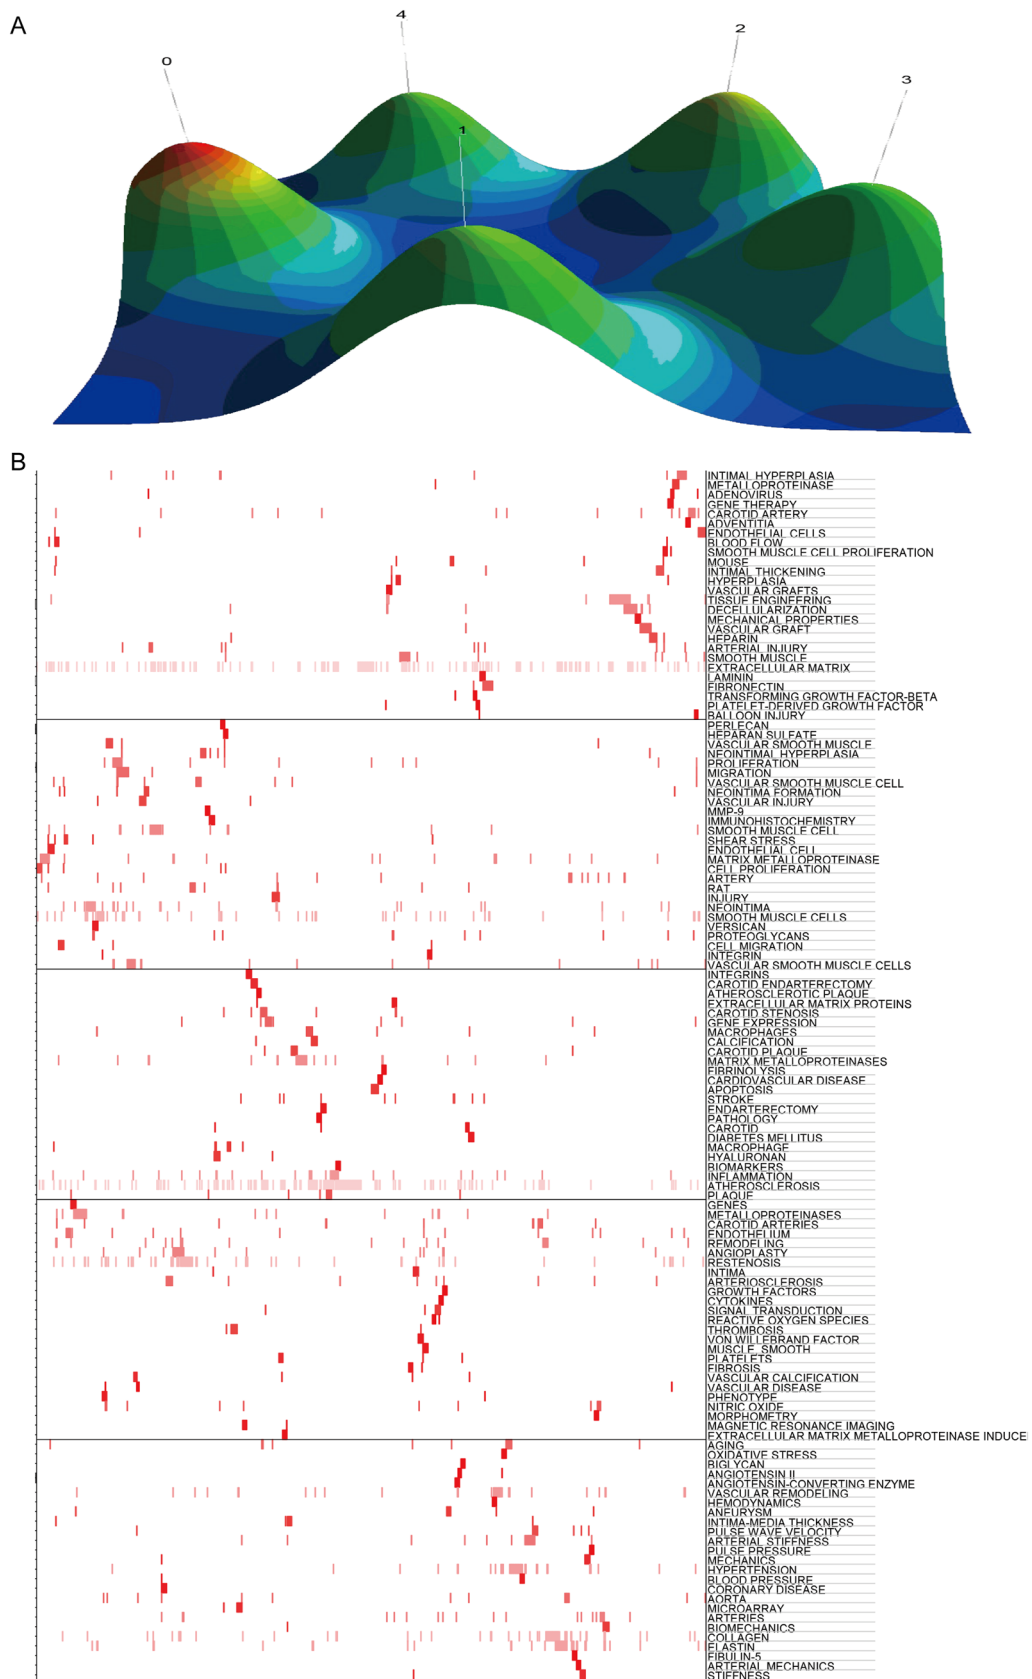 A
4
2
0
3
1
B
INTIMAL HYPERPLASIA
METALLOPROTEINASE
ADENOVIRUS
GENE THERAPY
CAROTID ARTERY
ADVENTITIA
ENDOTHELIAL CELLS
BLOOD FLOW
SMOOTH MUSCLE CELL PROLIFERATION
MOUSE
INTIMAL THICKENING
HYPERPLASIA
VASCULAR GRAFTS
TISSUE ENGINEERING
DECELLULARIZATION
MECHANICAL PROPERTIES
VASCULAR GRAFT
HEPARIN
ARTERIAL INJURY
SMOOTH MUSCLE
EXTRACELLULAR MATRIX
LAMININ
FIBRONECTIN
TRANSFORMING GROWTH FACTOR-BETA
PLATELET-DERIVED GROWTH FACTOR
BALLOON INJURY
PERLECAN
HEPARAN SULFATE
VASCULAR SMOOTH MUSCLE
NEOINTIMAL HYPERPLASIA
PROLIFERATION
MIGRATION
VASCULAR SMOOTH MUSCLE CELL
NEOINTIMA FORMATION
VASCULAR INJURY
MMP-9
IMMUNOHISTOCHEMISTRY
SMOOTH MUSCLE CELL
SHEAR STRESS
ENDOTHELIAL CELL
MATRIX METALLOPROTEINASE
CELL PROLIFERATION
ARTERY
RAT
INJURY
NEOINTIMA
SMOOTH MUSCLE CELLS
VERSICAN
PROTEOGLYCANS
CELL MIGRATION
INTEGRIN
VASCULAR SMOOTH MUSCLE CELLS
INTEGRINS
CAROTID ENDARTERECTOMY
ATHEROSCLEROTIC PLAQUE
EXTRACELLULAR MATRIX PROTEINS
CAROTID STENOSIS
GENE EXPRESSION
MACROPHAGES
CALCIFICATION
CAROTID PLAQUE
MATRIX METALLOPROTEINASES
FIBRINOLYSIS
CARDIOVASCULAR DISEASE
APOPTOSIS
STROKE
ENDARTERECTOMY
PATHOLOGY
CAROTID
DIABETES MELLITUS
MACROPHAGE
HYALURONAN
BIOMARKERS
INFLAMMATION
ATHEROSCLEROSIS
PLAQUE
GENES
METALLOPROTEINASES
CAROTID ARTERIES
ENDOTHELIUM
REMODELING
ANGIOPLASTY
RESTENOSIS
INTIMA
ARTERIOSCLEROSIS
GROWTH FACTORS
CYTOKINES
SIGNAL TRANSDUCTION
REACTIVE OXYGEN SPECIES
THROMBOSIS
VON WILLEBRAND FACTOR
MUSCLE, SMOOTH
PLATELETS
FIBROSIS
VASCULAR CALCIFICATION
VASCULAR DISEASE
PHENOTYPE
NITRIC OXIDE
MORPHOMETRY
MAGNETIC RESONANCE IMAGING
EXTRACELLULAR MATRIX METALLOPROTEINASE INDUCE
AGING
OXIDATIVE STRESS
BIGLYCAN
ANGIOTENSIN II
ANGIOTENSIN-CONVERTING ENZYME
VASCULAR REMODELING
HEMODYNAMICS
ANEURYSM
INTIMA-MEDIA THICKNESS
PULSE WAVE VELOCITY
ARTERIAL STIFFNESS
PULSE PRESSURE
MECHANICS
HYPERTENSION
BLOOD PRESSURE
CORONARY DISEASE
AORTA
MICROARRAY
ARTERIES
BIOMECHANICS
COLLAGEN
ELASTIN
FIBULIN-5
ARTERIAL MECHANICS
STIFFNESS